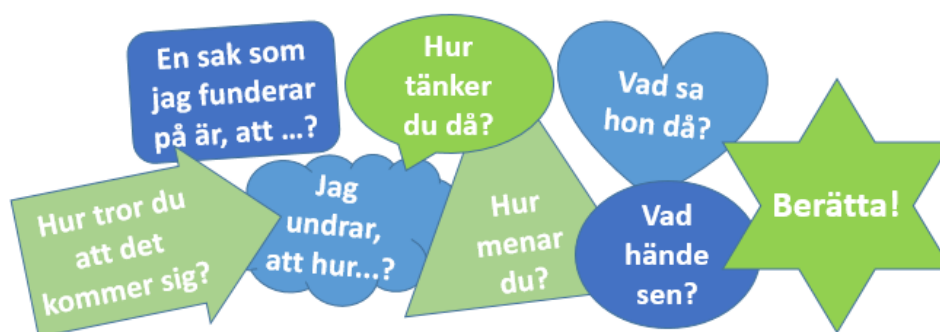 En sak som
jag funderar
på är, att ...?
Hur
tänker
du då?
Vad sa
hon då?
Hur tror du
att det
kommer sig?
Jag
undrar,
att hur...?
Hur
menar
du?
Vad
hände
sen?
Berätta!